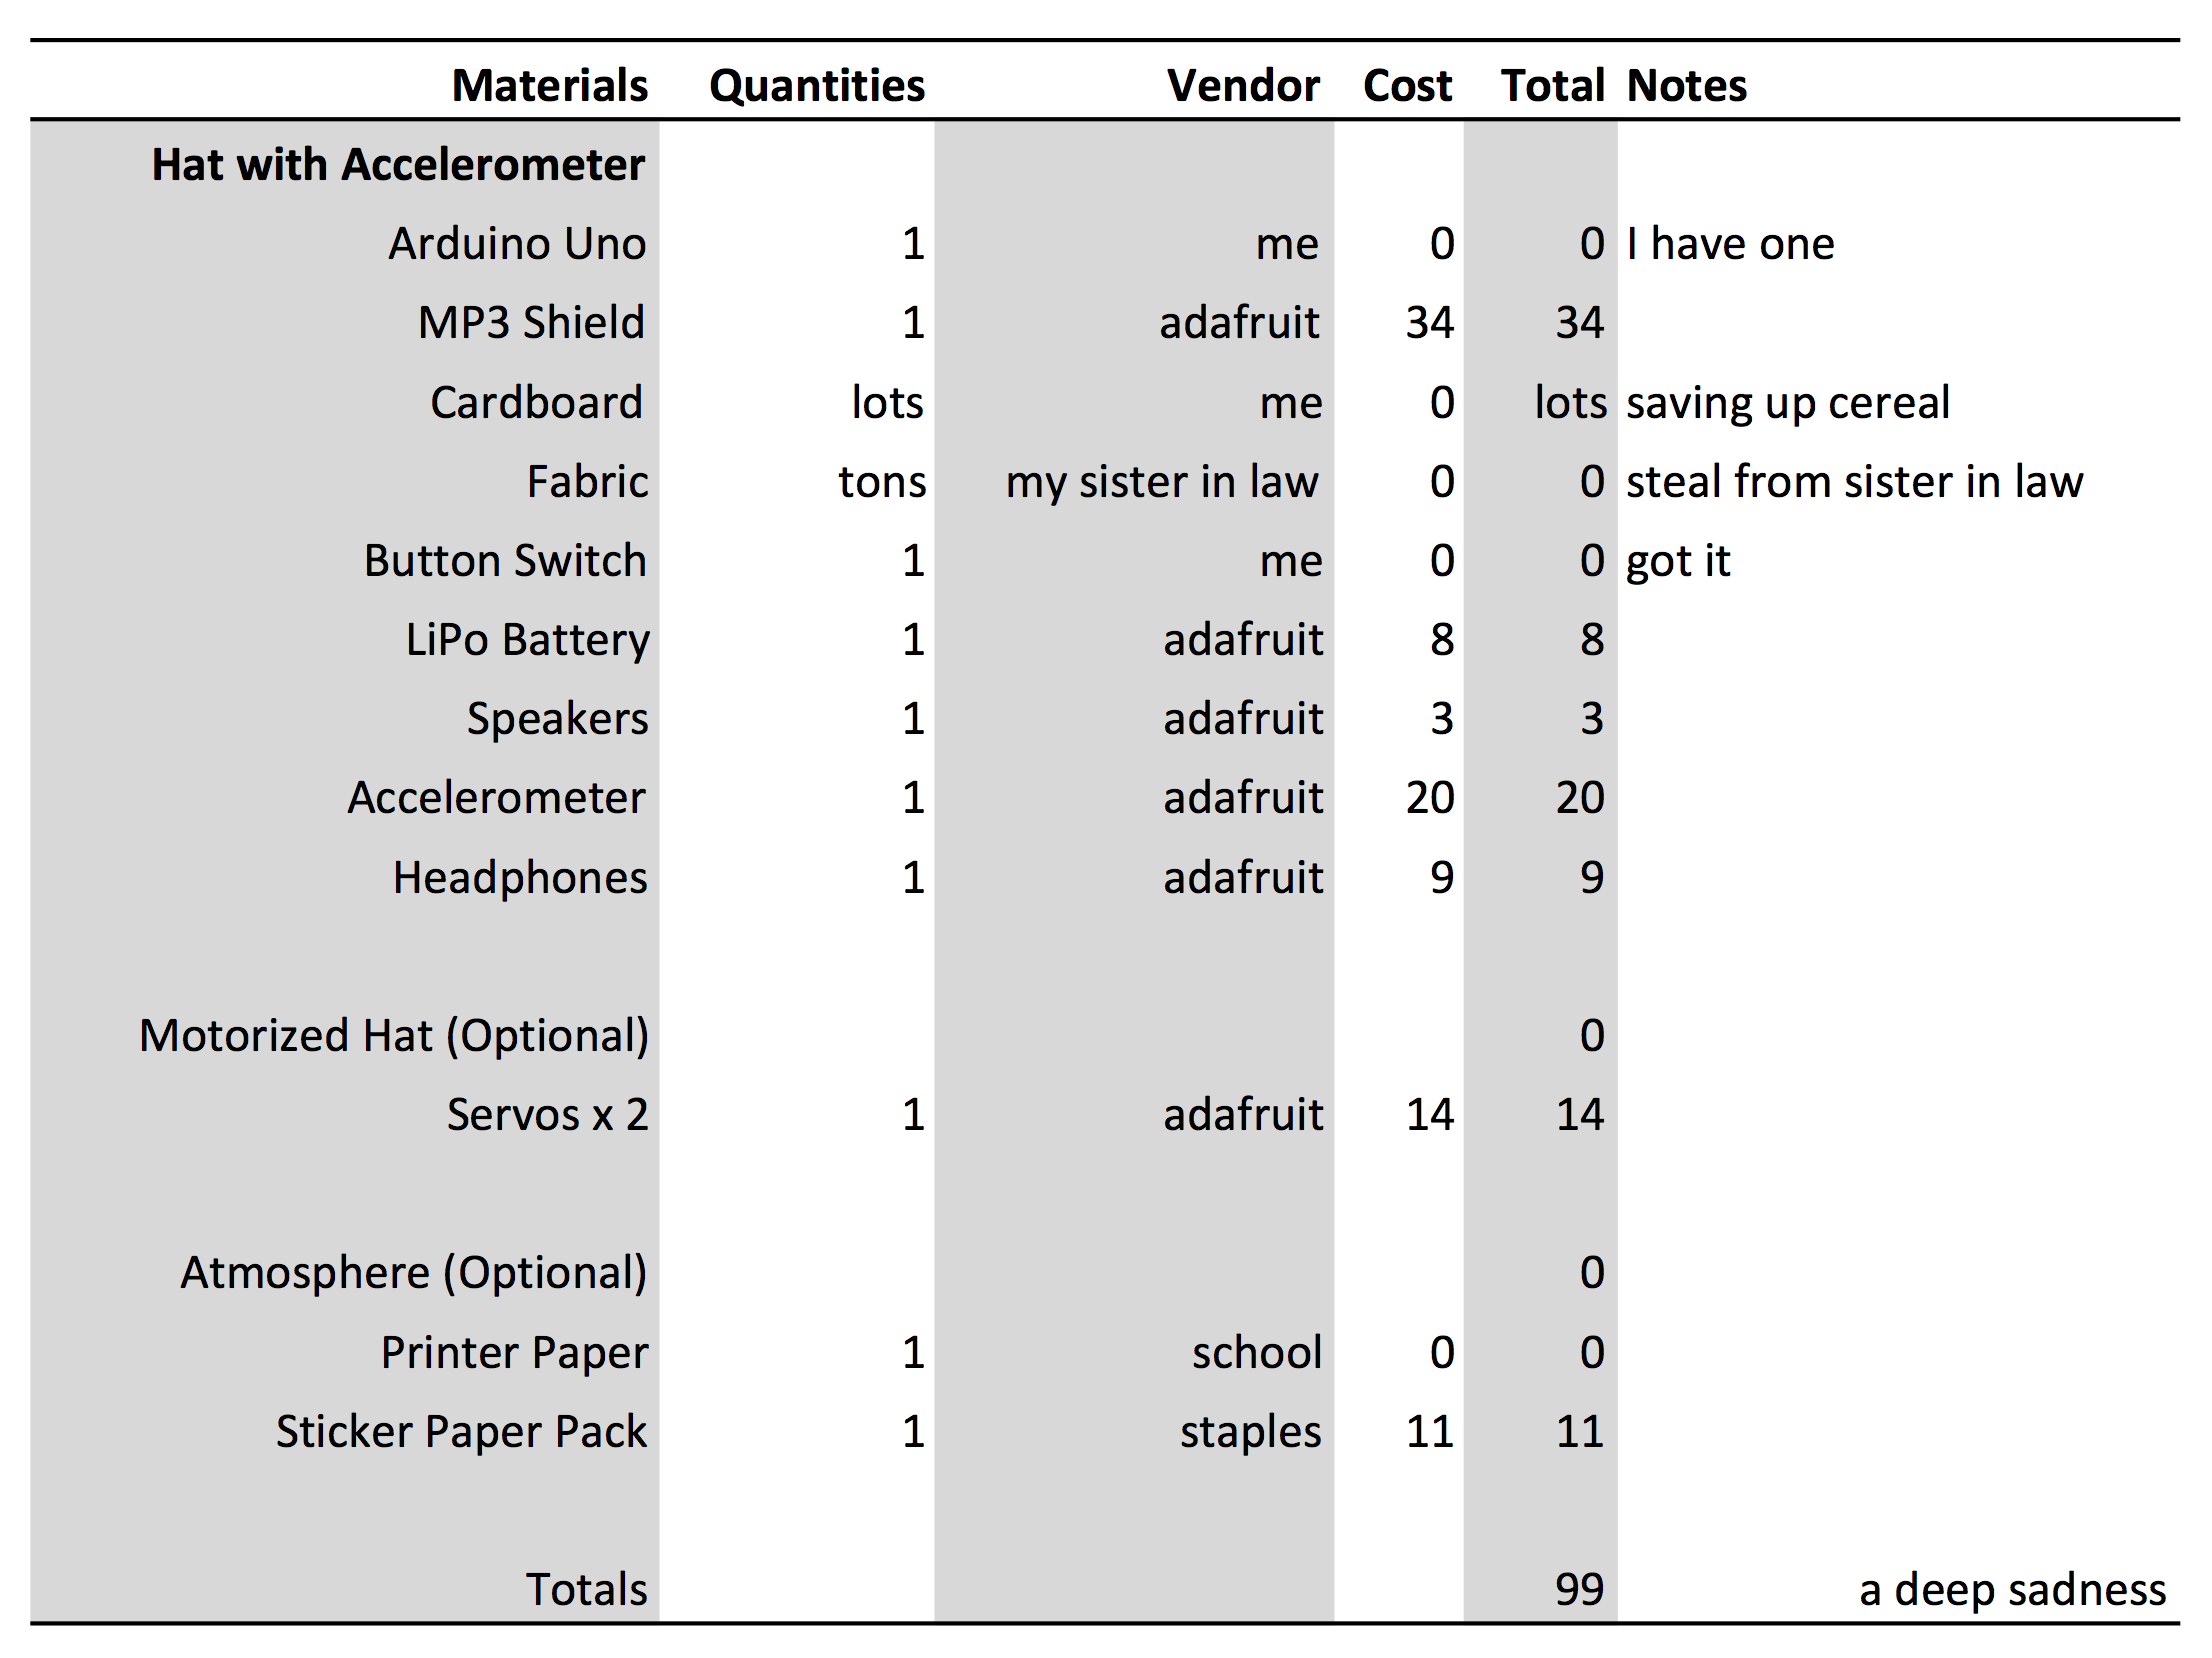 Materials Quantities Vendor Cost Total Notes
Hat with Accelerometer
Arduino Uno 1 me 0 0 I have one
MP3 Shield 1 adafruit 34 34
Cardboard lots me 0 lots saving up cereal
Fabric tons my sister in law 0 0 steal from sister in law
Button Switch 1 me 0 0 got it
LiPo Battery 1 adafruit 8 8
Speakers 1 adafruit 3 3
Accelerometer 1 adafruit 20 20
Headphones 1 adafruit 9 9
Motorized Hat (Optional) 0
Servos x 2 1 adafruit 14 14
Atmosphere (Optional) 0
Printer Paper 1 school 0 0
Sticker Paper Pack 1 staples 11 11
Totals 99 a deep sadness